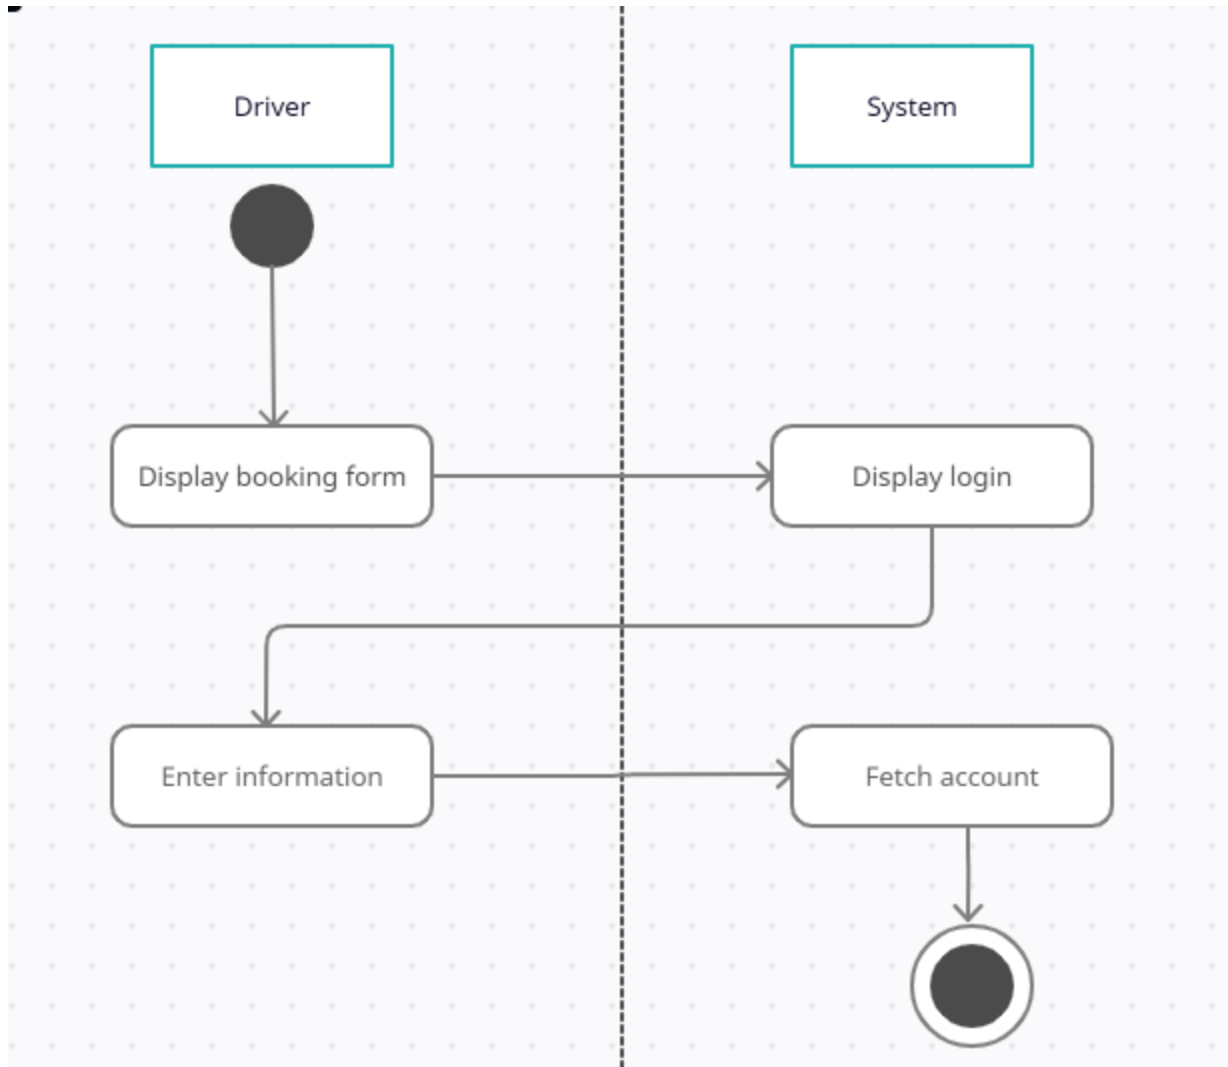 Driver
System
Display booking form
Display login
Enter information
Fetch account